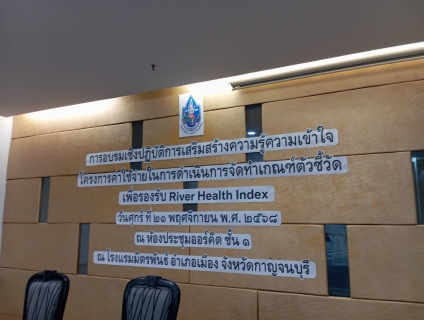 การอบรมเชิงปฏิบัติการเสริมสร้างความรู้ความเข้าใจ
โครงการค่าใช้จ่ายในการดำเนินการจัดทำเกณฑ์ตัวชี้วัด
เพื่อรองรับ River Health Index
วันศุกร์ ที่ ๒๑ พฤศจิกายน พ.ศ. ๒๕๖๘
ณ ห้องประชุมออร์คิด ชั้น ๑
ณ โรงแรมมิตรพันธ์ อำเภอเมือง จังหวัดกาญจนบุรี